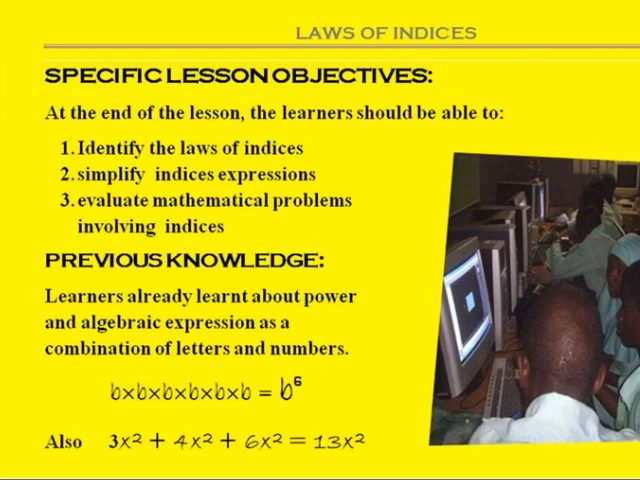 LAWS OF INDICES
SPECIFIC LESSON OBJECTIVES:
At the end of the lesson, the learners should be able to:
1. Identify the laws of indices
2. simplify indices expressions
3. evaluate mathematical problems
involving indices
PREVIOUS KNOWLEDGE:
Learners already learnt about power
and algebraic expression as a
combination of letters and numbers.
b×b×b×b×b×b = b⁶
Also 3x² + 4x² + 6x² = 13x²